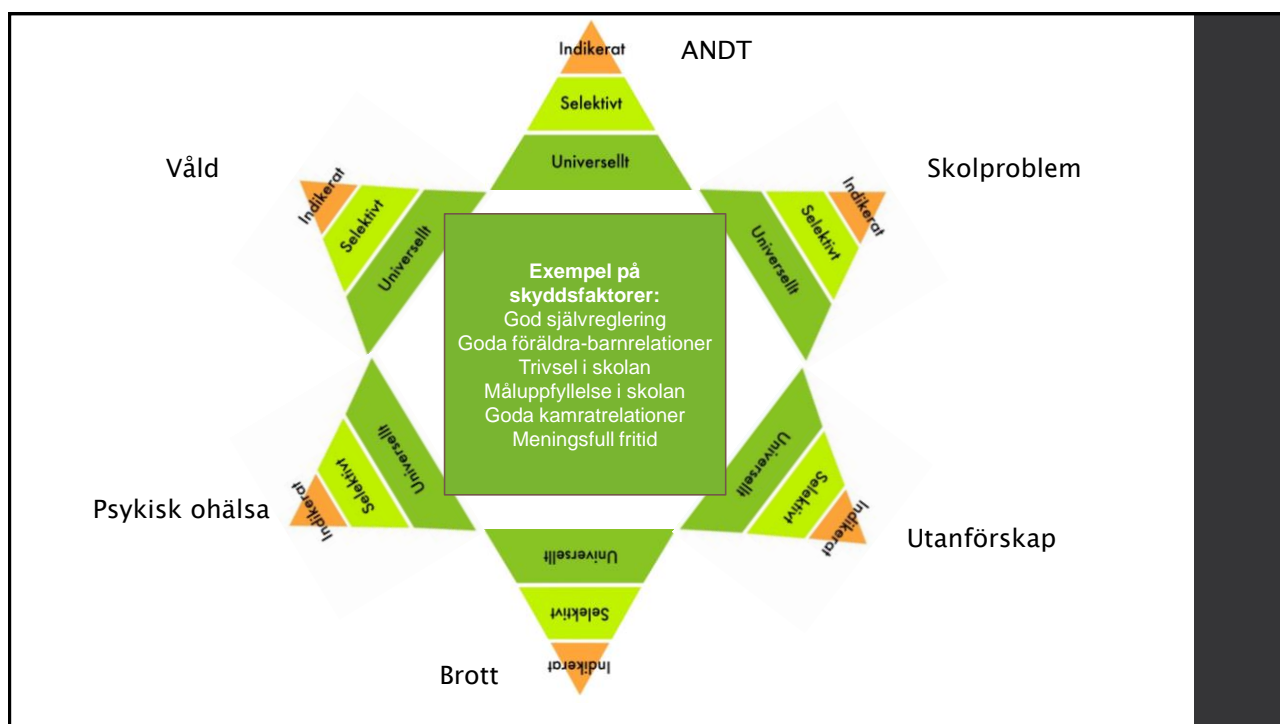 Indikerat
ANDT
Selektivt
Universellt
Våld
Indikerat
Selektivt
Universellt
Skolproblem
Indikerat
Selektivt
Universellt
Exempel på
skyddsfaktorer:
God självreglering
Goda föräldra-barnrelationer
Trivsel i skolan
Måluppfyllelse i skolan
Goda kamratrelationer
Meningsfull fritid
Psykisk ohälsa
Indikerat
Selektivt
Universellt
Universellt
Selektivt
Indikerat
Utanförskap
Universellt
Selektivt
Indikerat
Brott